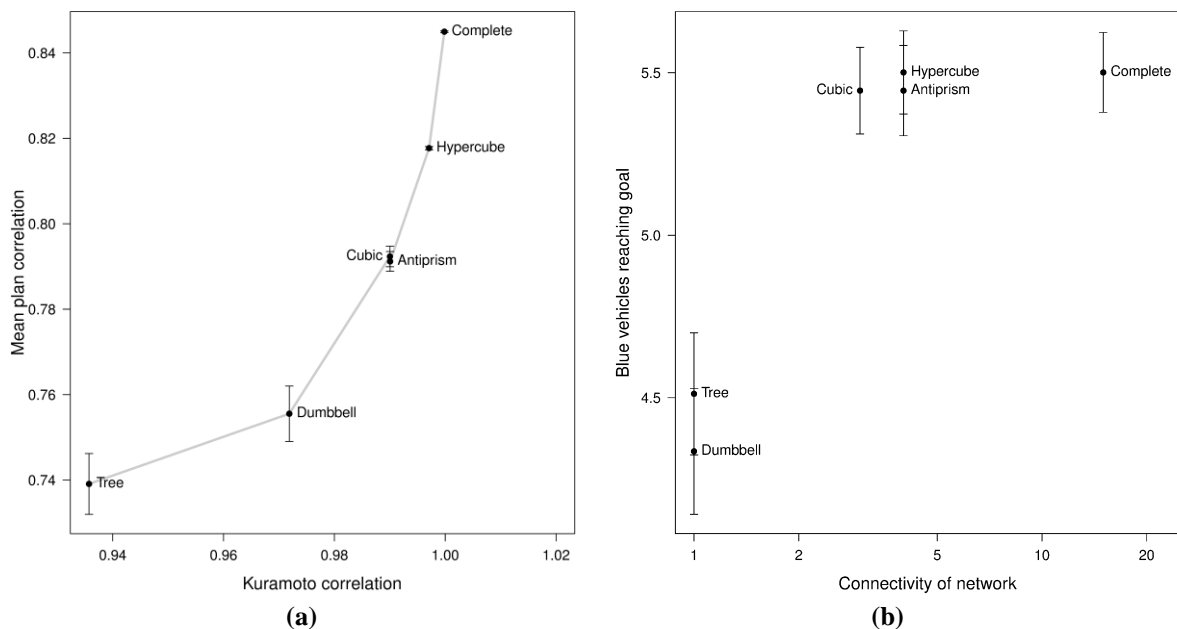 0.84
0.82
0.80
0.78
0.76
0.74
Mean plan correlation
Complete
Hypercube
Cubic
Antiprism
Dumbbell
Tree
0.94
0.96
0.98
1.00
1.02
Kuramoto correlation
(a)
5.5
5.0
4.5
Blue vehicles reaching goal
Cubic
Hypercube
Antiprism
Complete
Tree
Dumbbell
1
2
5
10
20
Connectivity of network
(b)